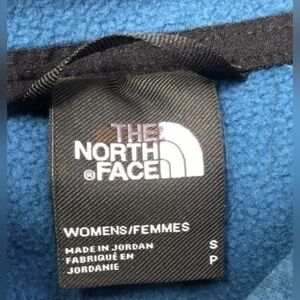 THE
NORTH
FACE
®
WOMENS/FEMMES
MADE IN JORDAN
FABRIQUÉ EN
JORDANIE
S
P